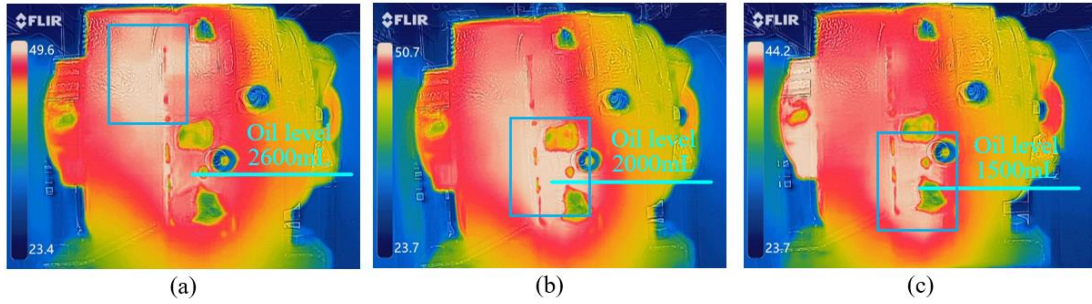 FLIR
49.6
Oil level
2600mL
23.4
(a)
FLIR
50.7
Oil level
2000mL
23.7
(b)
FLIR
44.2
Oil level
1500mL
23.7
(c)